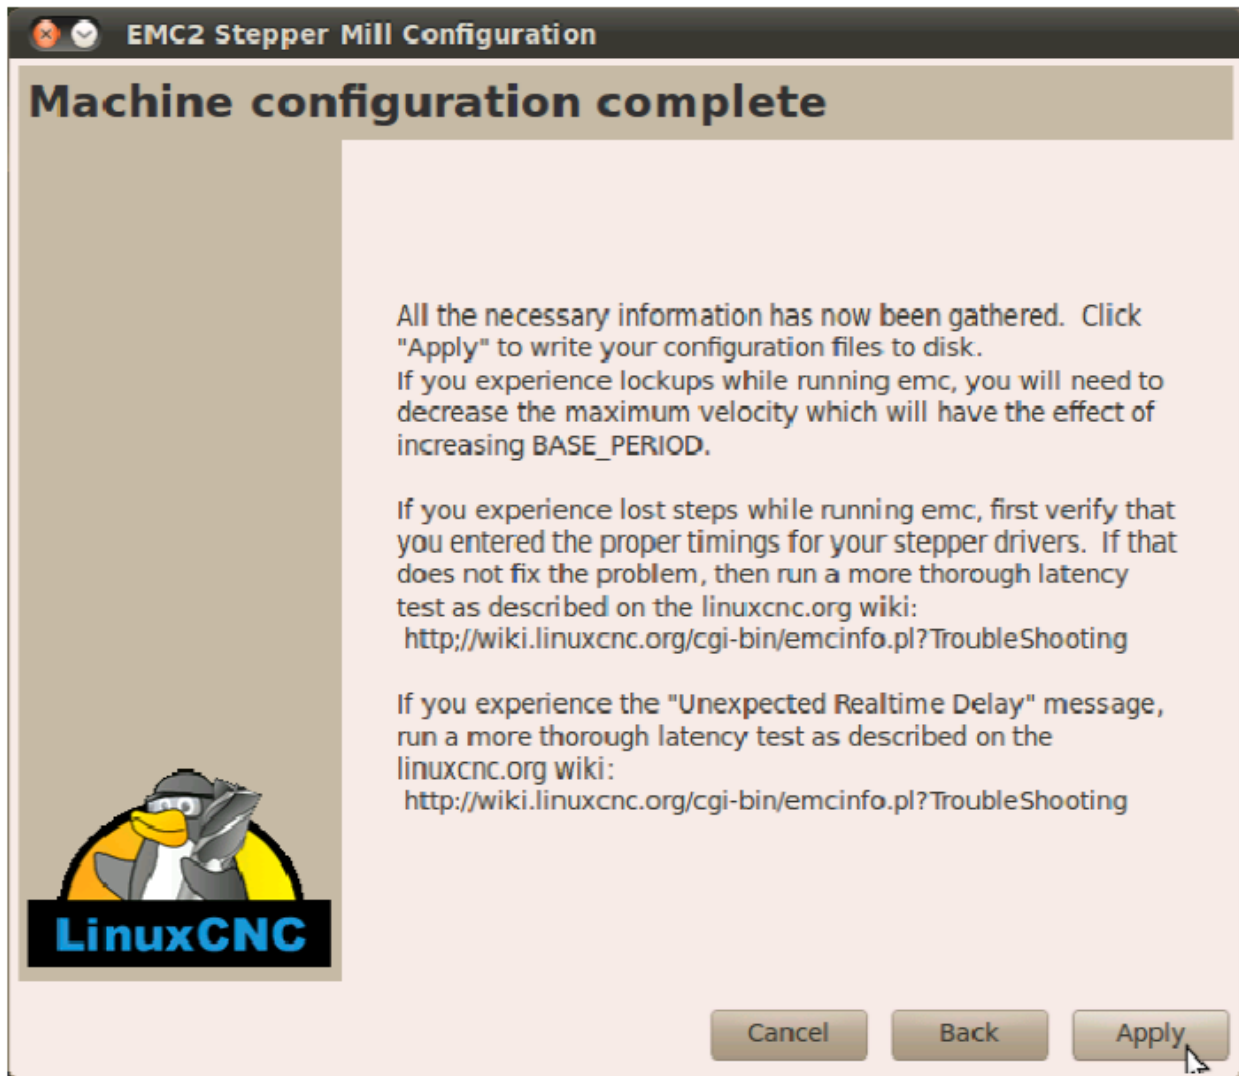 EMC2 Stepper Mill Configuration
Machine configuration complete
All the necessary information has now been gathered.  Click
"Apply" to write your configuration files to disk.
If you experience lockups while running emc, you will need to
decrease the maximum velocity which will have the effect of
increasing BASE_PERIOD.
If you experience lost steps while running emc, first verify that
you entered the proper timings for your stepper drivers.  If that
does not fix the problem, then run a more thorough latency
test as described on the linuxcnc.org wiki:
http;//wiki.linuxcnc.org/cgi-bin/emcinfo.pl?TroubleShooting
If you experience the "Unexpected Realtime Delay" message,
run a more thorough latency test as described on the
linuxcnc.org wiki:
http://wiki.linuxcnc.org/cgi-bin/emcinfo.pl?TroubleShooting
LinuxCNC
Cancel Back Apply